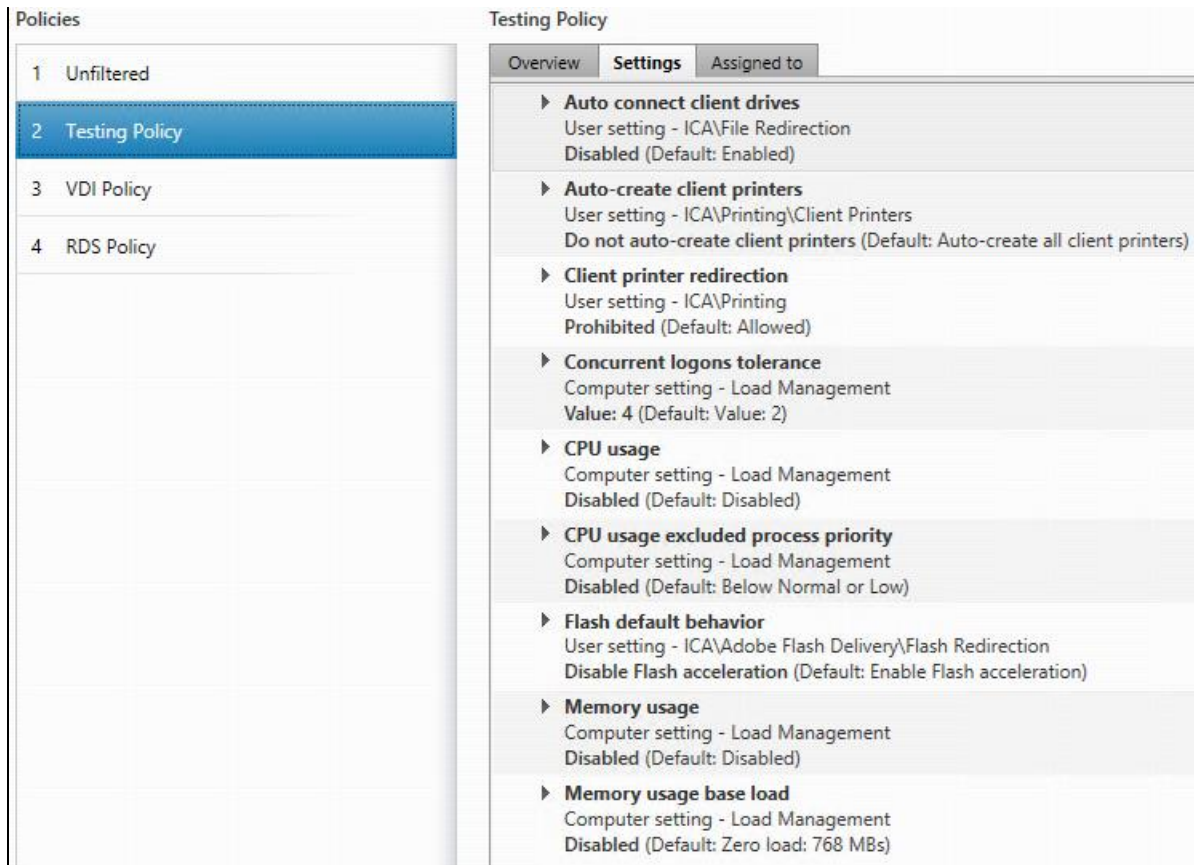 Policies
1 Unfiltered
2 Testing Policy
3 VDI Policy
4 RDS Policy
Testing Policy
Overview Settings Assigned to
Auto connect client drives
User setting - ICA\File Redirection
Disabled (Default: Enabled)
Auto-create client printers
User setting - ICA\Printing\Client Printers
Do not auto-create client printers (Default: Auto-create all client printers)
Client printer redirection
User setting - ICA\Printing
Prohibited (Default: Allowed)
Concurrent logons tolerance
Computer setting - Load Management
Value: 4 (Default: Value: 2)
CPU usage
Computer setting - Load Management
Disabled (Default: Disabled)
CPU usage excluded process priority
Computer setting - Load Management
Disabled (Default: Below Normal or Low)
Flash default behavior
User setting - ICA\Adobe Flash Delivery\Flash Redirection
Disable Flash acceleration (Default: Enable Flash acceleration)
Memory usage
Computer setting - Load Management
Disabled (Default: Disabled)
Memory usage base load
Computer setting - Load Management
Disabled (Default: Zero load: 768 MBs)